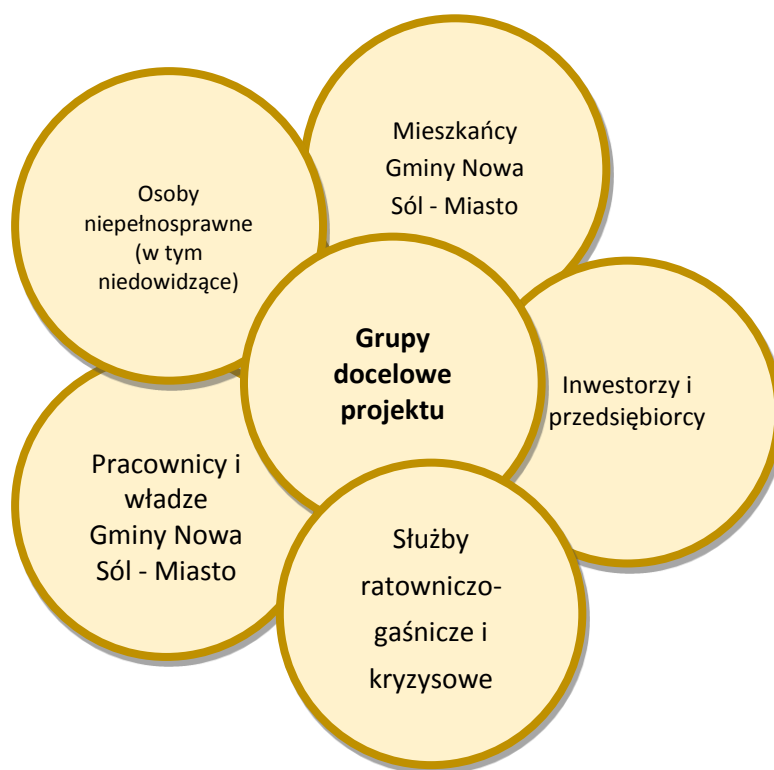 Mieszkańcy
Gminy Nowa
Sól - Miasto
Osoby
niepełnosprawne
(w tym
niedowidzące)
Grupy
docelowe
projektu
Inwestorzy i
przedsiębiorcy
Pracownicy i
władze
Gminy Nowa
Sól - Miasto
Służby
ratowniczo-
gaśnicze i
kryzysowe